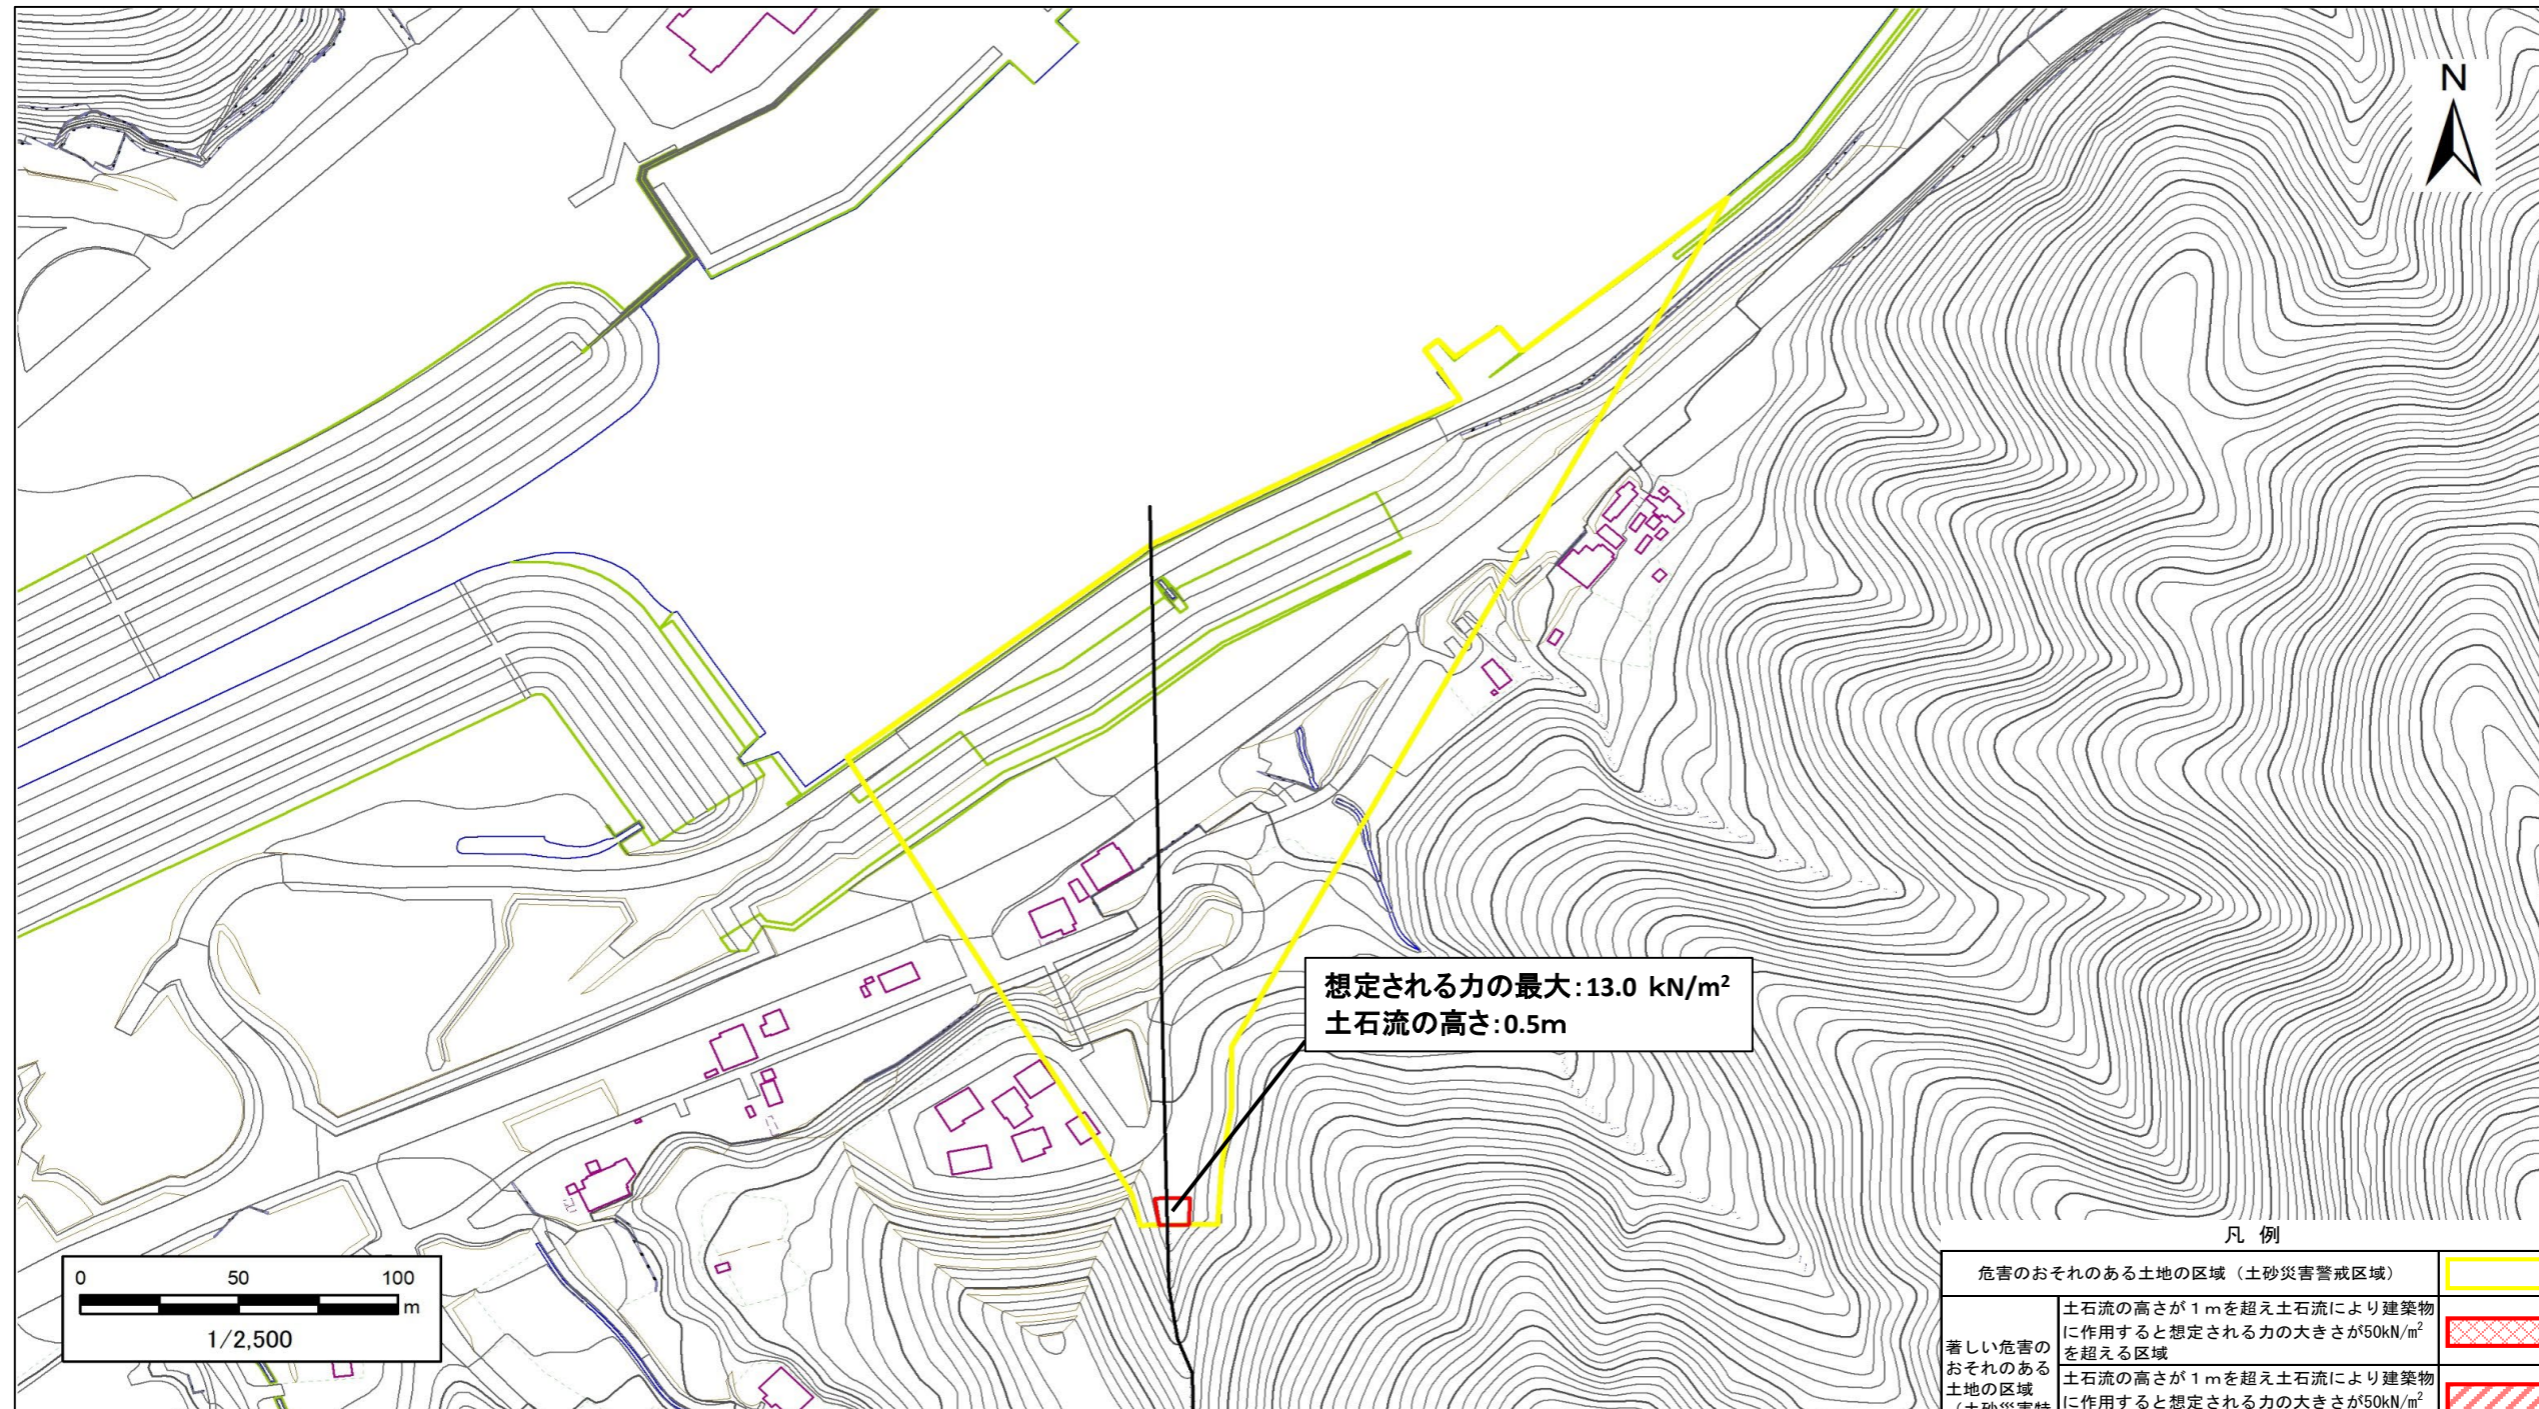 N
想定される力の最大:13.0 kN/m²
土石流の高さ:0.5m
0 50 100
m
1/2,500
凡 例
危害のおそれのある土地の区域（土砂災害警戒区域）
著しい危害の
おそれのある
土地の区域
（土砂災害特
土石流の高さが１ｍを超え土石流により建築物
に作用すると想定される力の大きさが50kN/m²
を超える区域
土石流の高さが１ｍを超え土石流により建築物
に作用すると想定される力の大きさが50kN/m²